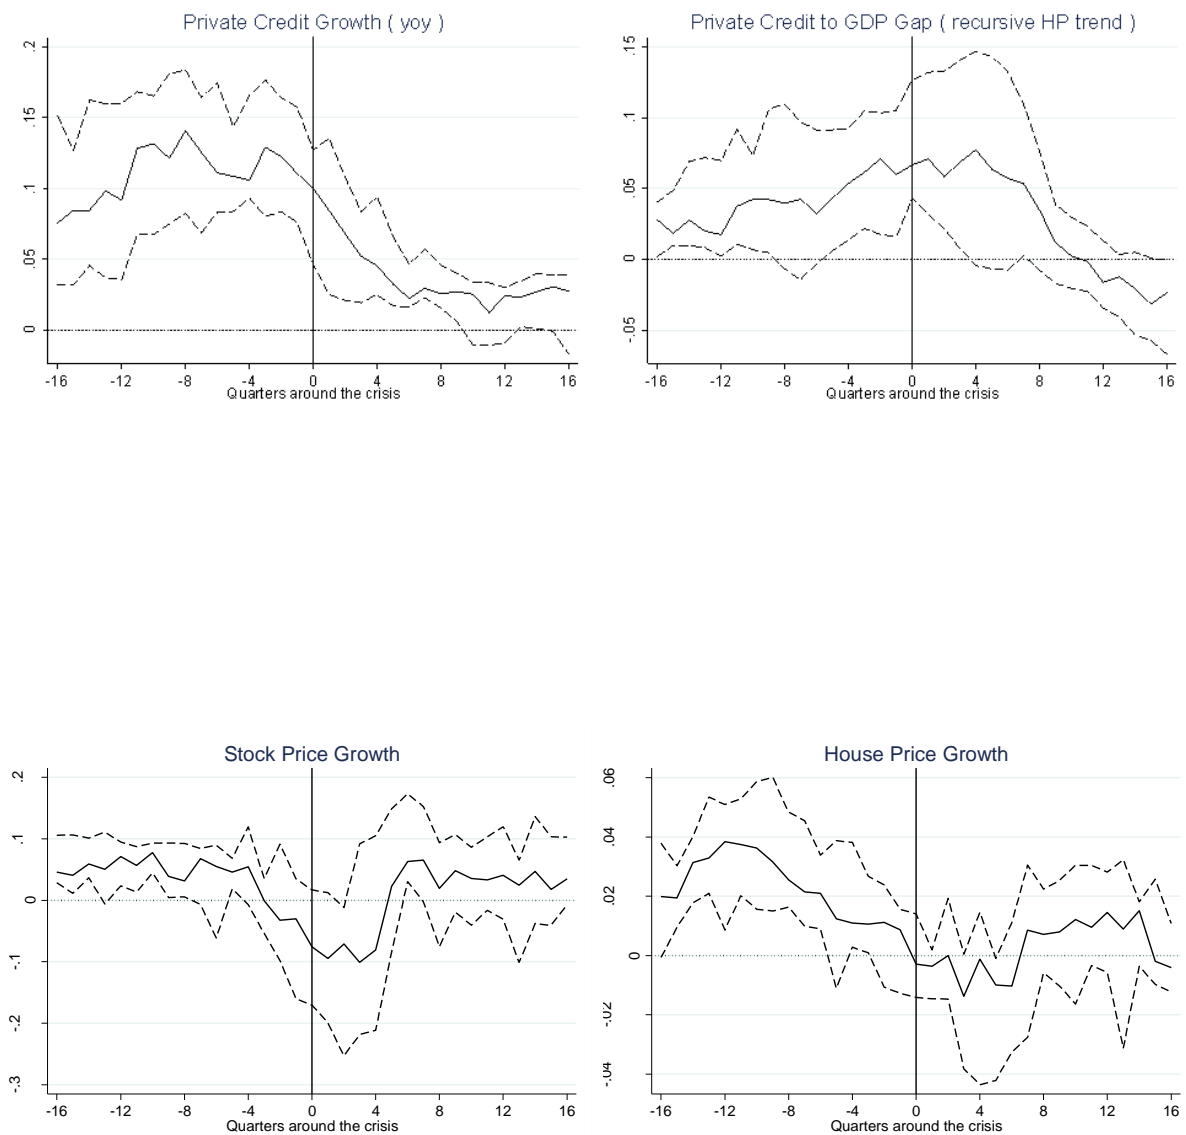 Private Credit Growth ( yoy )
Private Credit to GDP Gap ( recursive HP trend )
.2
.15
.1
.05
0
-16 -12 -8 -4 0 4 8 12 16
Quarters around the crisis
.15
.1
.05
0
-.05
-16 -12 -8 -4 0 4 8 12 16
Quarters around the crisis
Stock Price Growth
House Price Growth
.2
.1
0
-.1
-.2
-.3
-16 -12 -8 -4 0 4 8 12 16
Quarters around the crisis
.06
.04
.02
0
-.02
-.04
-16 -12 -8 -4 0 4 8 12 16
Quarters around the crisis